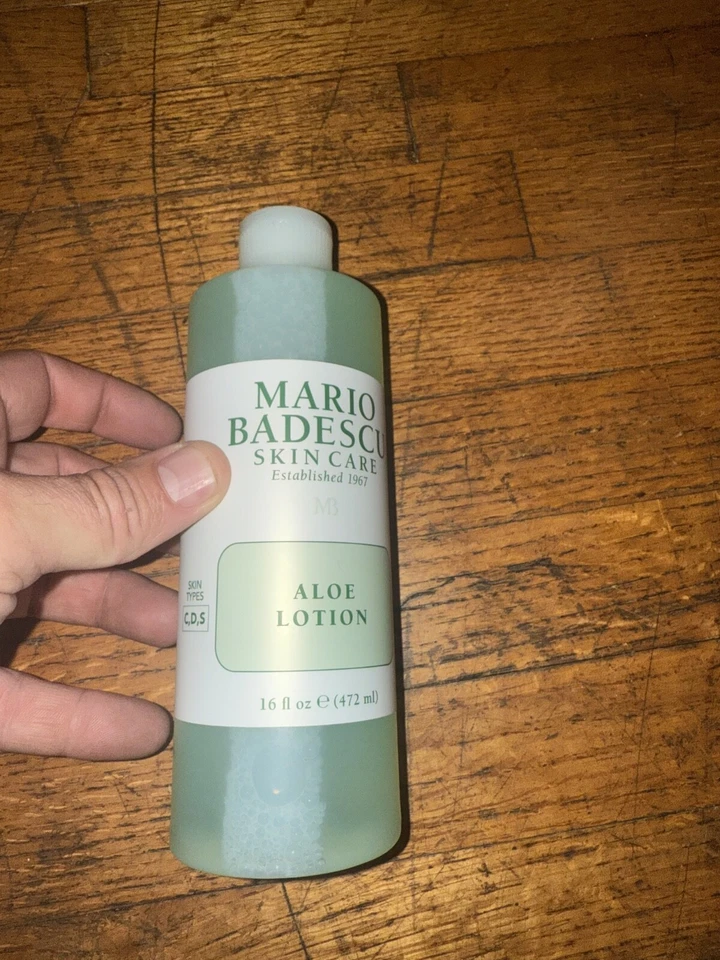 MARIO
BADESCU
SKIN CARE
Established 1967
MB
ALOE
LOTION
SKIN
TYPES
C,D,S
16 fl oz ℮ (472 ml)